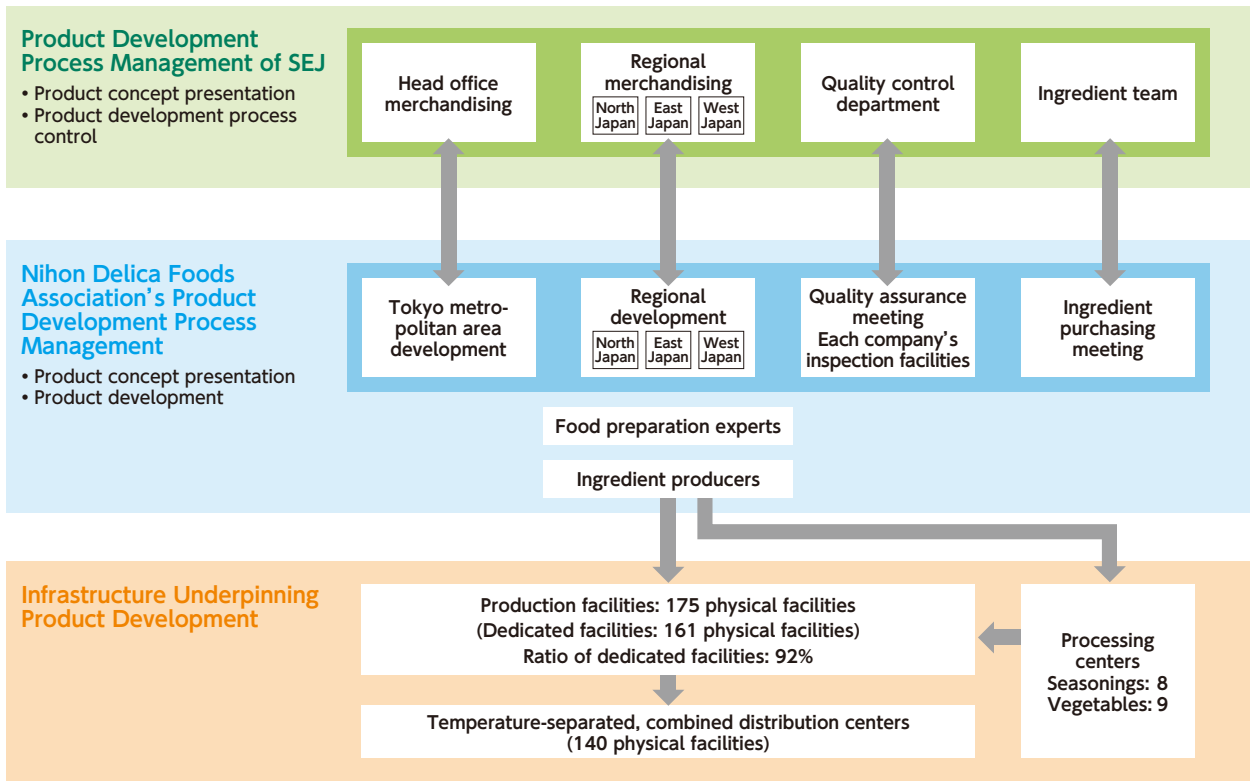 Product Development
Process Management of SEJ
• Product concept presentation
• Product development process
control
Head office
merchandising
Regional
merchandising
North
Japan
East
Japan
West
Japan
Quality control
department
Ingredient team
Nihon Delica Foods
Association’s Product
Development Process
Management
• Product concept presentation
• Product development
Tokyo metro-
politan area
development
Regional
development
North
Japan
East
Japan
West
Japan
Quality assurance
meeting
Each company’s
inspection facilities
Ingredient
purchasing
meeting
Food preparation experts
Ingredient producers
Infrastructure Underpinning
Product Development
Production facilities: 175 physical facilities
(Dedicated facilities: 161 physical facilities)
Ratio of dedicated facilities: 92%
Processing
centers
Seasonings: 8
Vegetables: 9
Temperature-separated, combined distribution centers
(140 physical facilities)